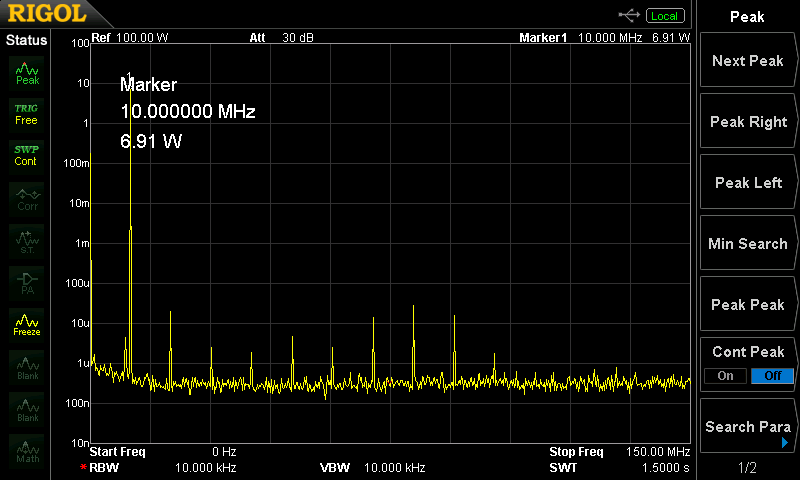 RIGOL
Local
Status
Ref 100.00 W Att 30 dB Marker1 10.000 MHz 6.91 W
Peak
TRIG
Free
SWP
Cont
Corr
S.T.
PA
Freeze
Blank
Blank
Math
100
10
1
100m
10m
1m
100u
10u
1u
100n
10n
1
Marker
10.000000 MHz
6.91 W
Start Freq 0 Hz Stop Freq 150.00 MHz
*RBW 10.000 kHz VBW 10.000 kHz SWT 1.5000 s
Peak
Next Peak
Peak Right
Peak Left
Min Search
Peak Peak
Cont Peak
On Off
Search Para
1/2